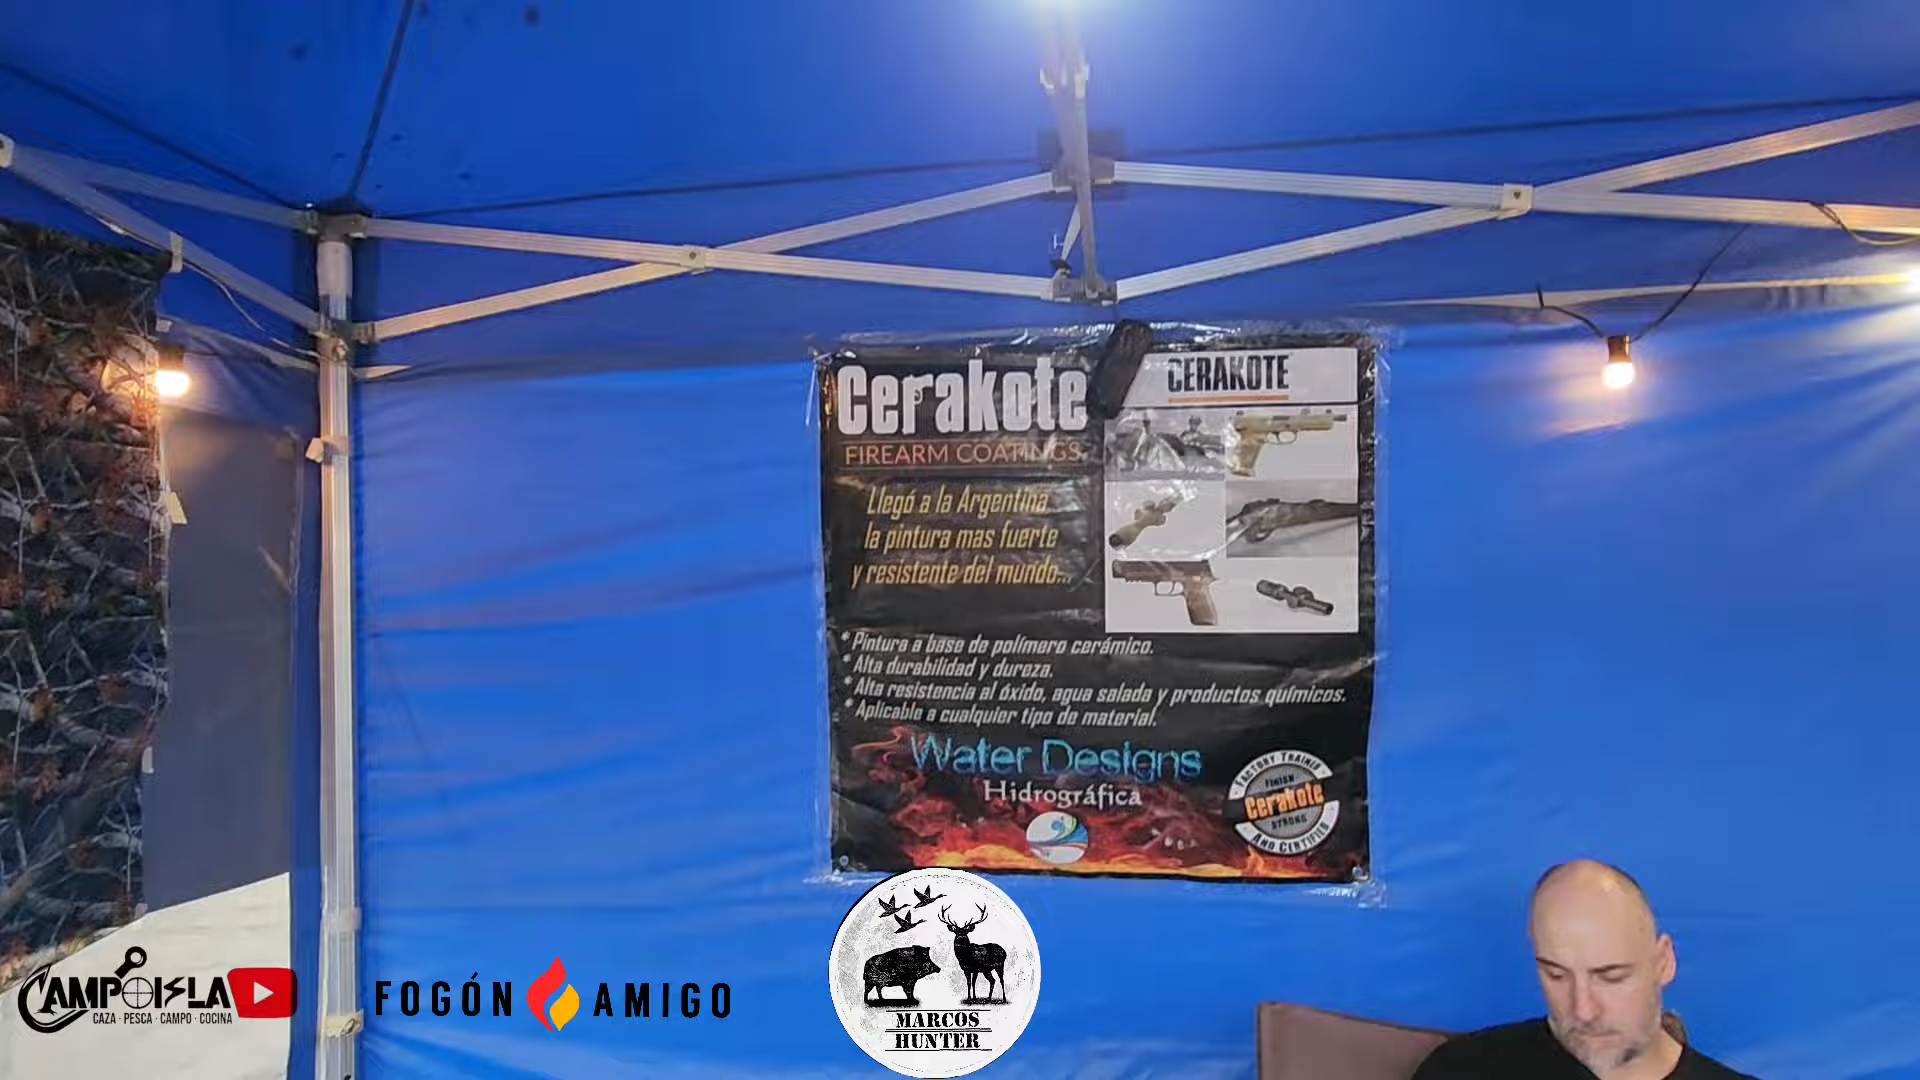 Cerakote
FIREARM COATINGS
CERAKOTE
Llegó a la Argentina
la pintura mas fuerte
y resistente del mundo...
* Pintura a base de polímero cerámico.
* Alta durabilidad y dureza.
* Alta resistencia al óxido, agua salada y productos químicos.
* Aplicable a cualquier tipo de material.
Water Designs
Hidrográfica
FACTORY TRAINED
FINISH
Cerakote
STRONG
AND CERTIFIED
CAMPOISLA
CAZA · PESCA · CAMPO · COCINA
FOGÓN AMIGO
MARCOS
HUNTER